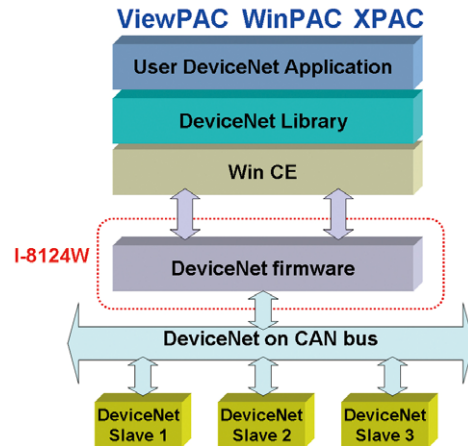 ViewPAC WinPAC XPAC
User DeviceNet Application
DeviceNet Library
Win CE
I-8124W
DeviceNet firmware
DeviceNet on CAN bus
DeviceNet Slave 1
DeviceNet Slave 2
DeviceNet Slave 3